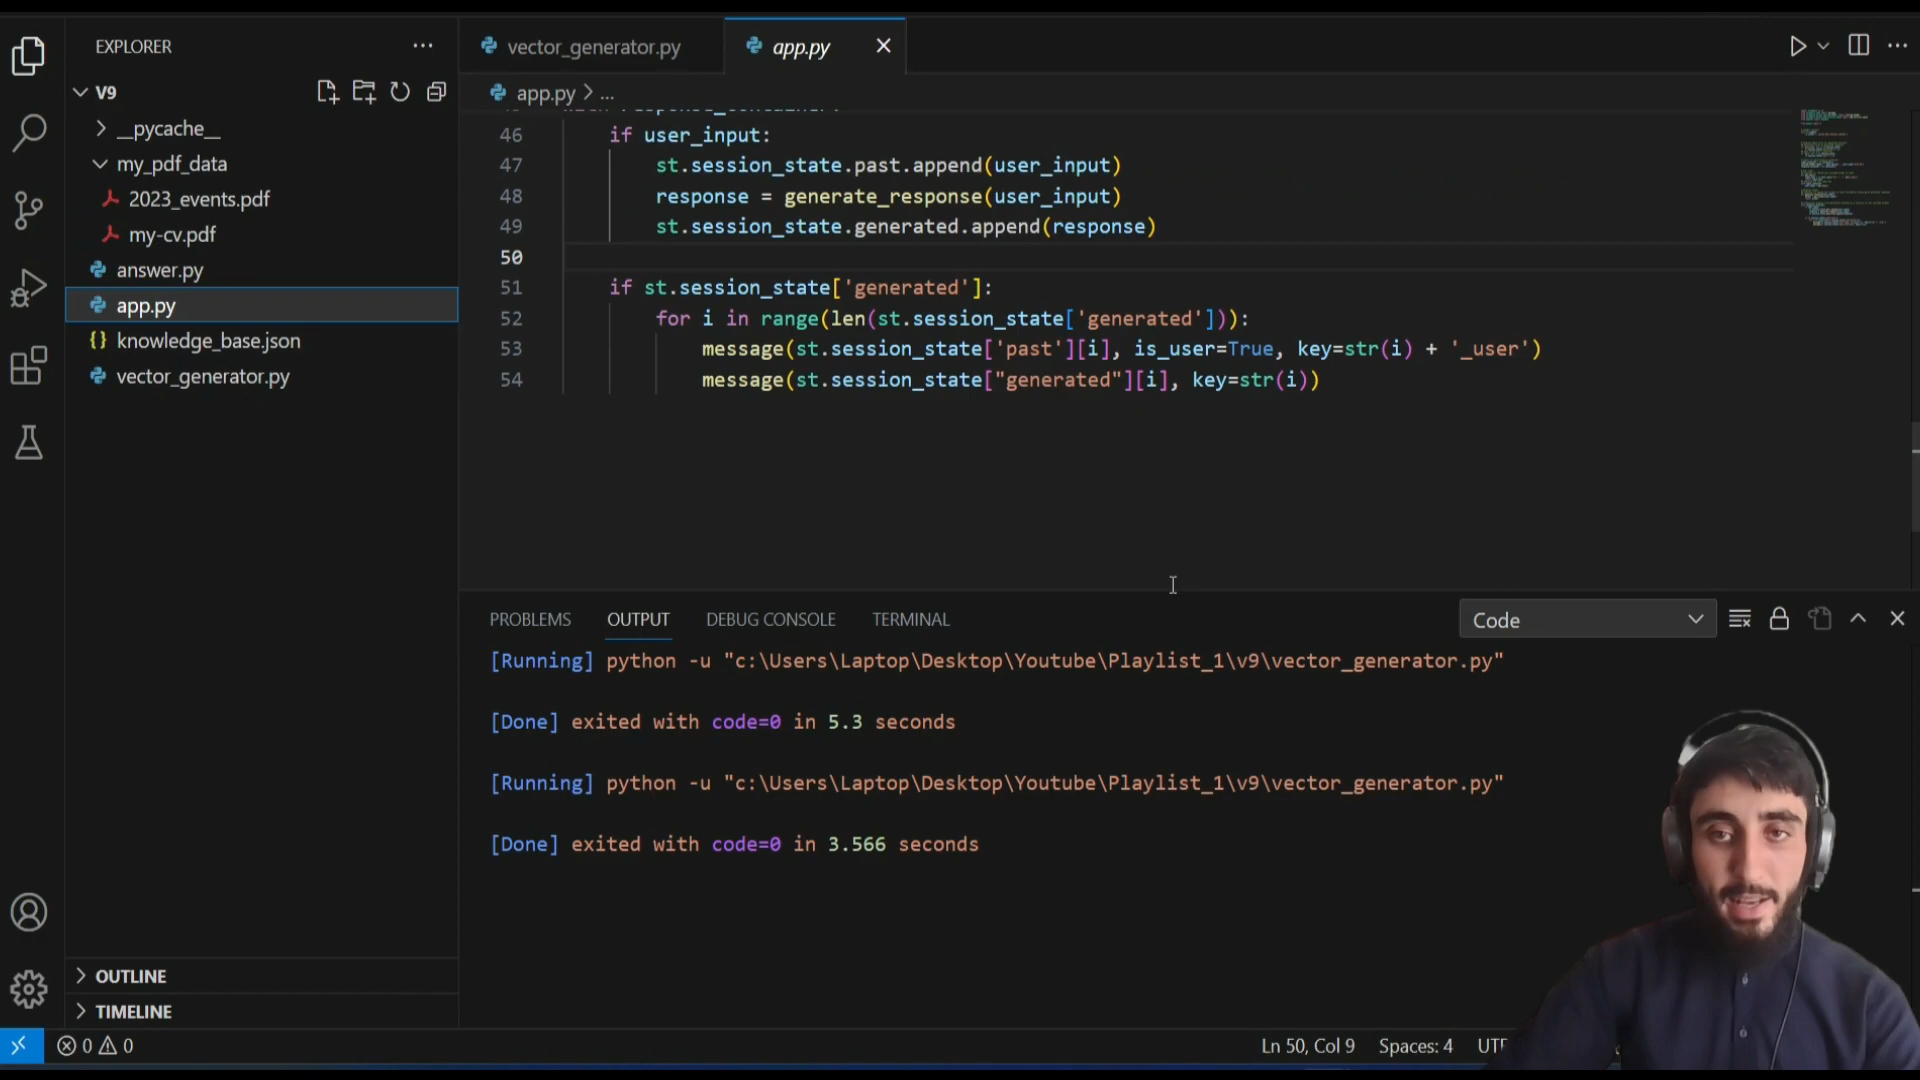 EXPLORER
V9
__pycache__
my_pdf_data
2023_events.pdf
my-cv.pdf
answer.py
app.py
{} knowledge_base.json
vector_generator.py
OUTLINE
TIMELINE
vector_generator.py
app.py
app.py > ...
46 if user_input:
47 st.session_state.past.append(user_input)
48 response = generate_response(user_input)
49 st.session_state.generated.append(response)
50
51 if st.session_state['generated']:
52 for i in range(len(st.session_state['generated'])):
53 message(st.session_state['past'][i], is_user=True, key=str(i) + '_user')
54 message(st.session_state["generated"][i], key=str(i))
PROBLEMS OUTPUT DEBUG CONSOLE TERMINAL Code
[Running] python -u "c:\Users\Laptop\Desktop\Youtube\Playlist_1\v9\vector_generator.py"
[Done] exited with code=0 in 5.3 seconds
[Running] python -u "c:\Users\Laptop\Desktop\Youtube\Playlist_1\v9\vector_generator.py"
[Done] exited with code=0 in 3.566 seconds
0 0 Ln 50, Col 9 Spaces: 4